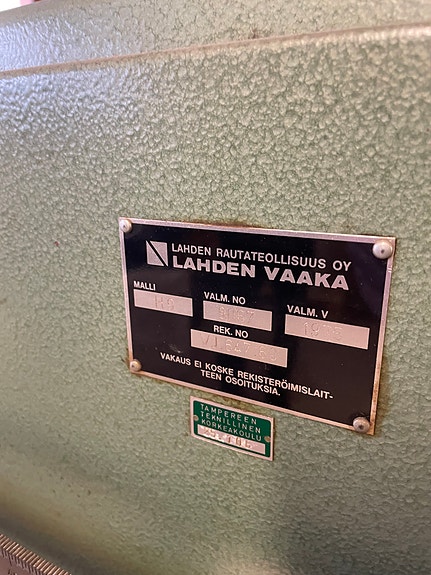 LAHDEN RAUTATEOLLISUUS OY
LAHDEN VAAKA
MALLI
VALM. NO
VALM. V
REK. NO
VAKAUS EI KOSKE REKISTERÖIMISLAIT-
TEEN OSOITUKSIA.
TAMPEREEN
TEKNILLINEN
KORKEAKOULU